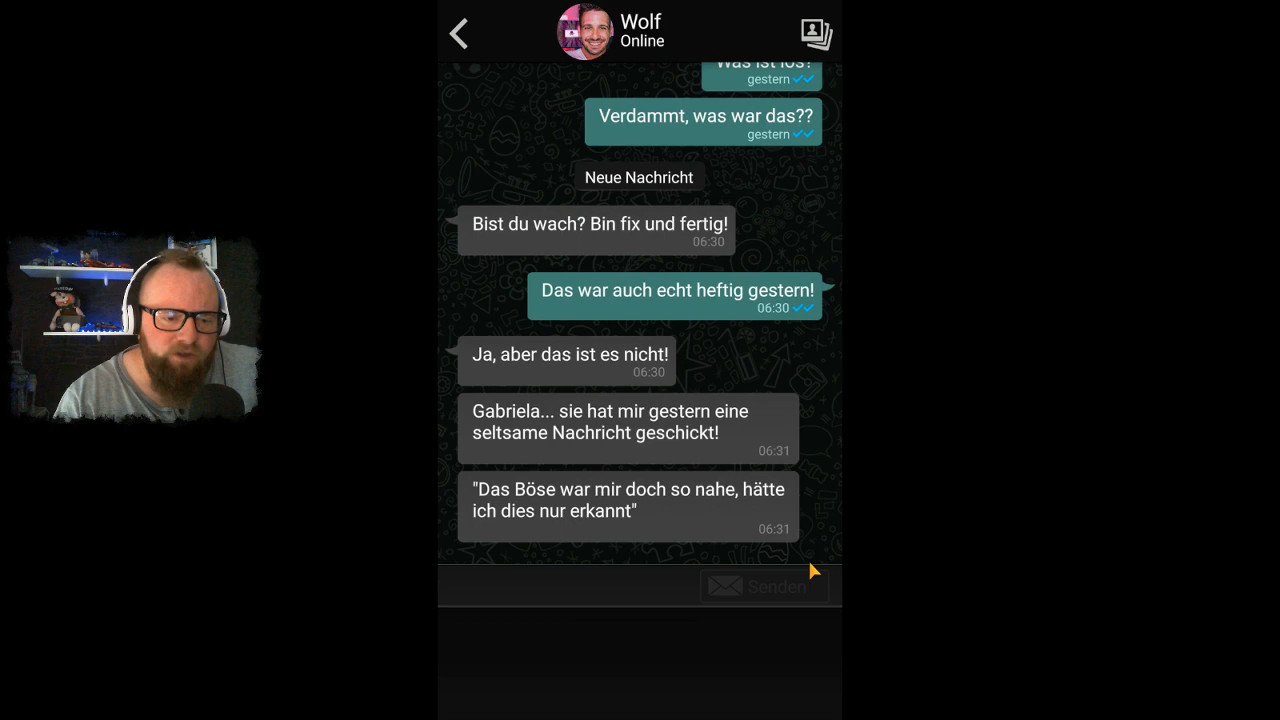 Wolf
Online
Was ist los?
gestern
Verdammt, was war das??
gestern
Neue Nachricht
Bist du wach? Bin fix und fertig!
06:30
Das war auch echt heftig gestern!
06:30
Ja, aber das ist es nicht!
06:30
Gabriela... sie hat mir gestern eine
seltsame Nachricht geschickt!
06:31
"Das Böse war mir doch so nahe, hätte
ich dies nur erkannt"
06:31
Senden